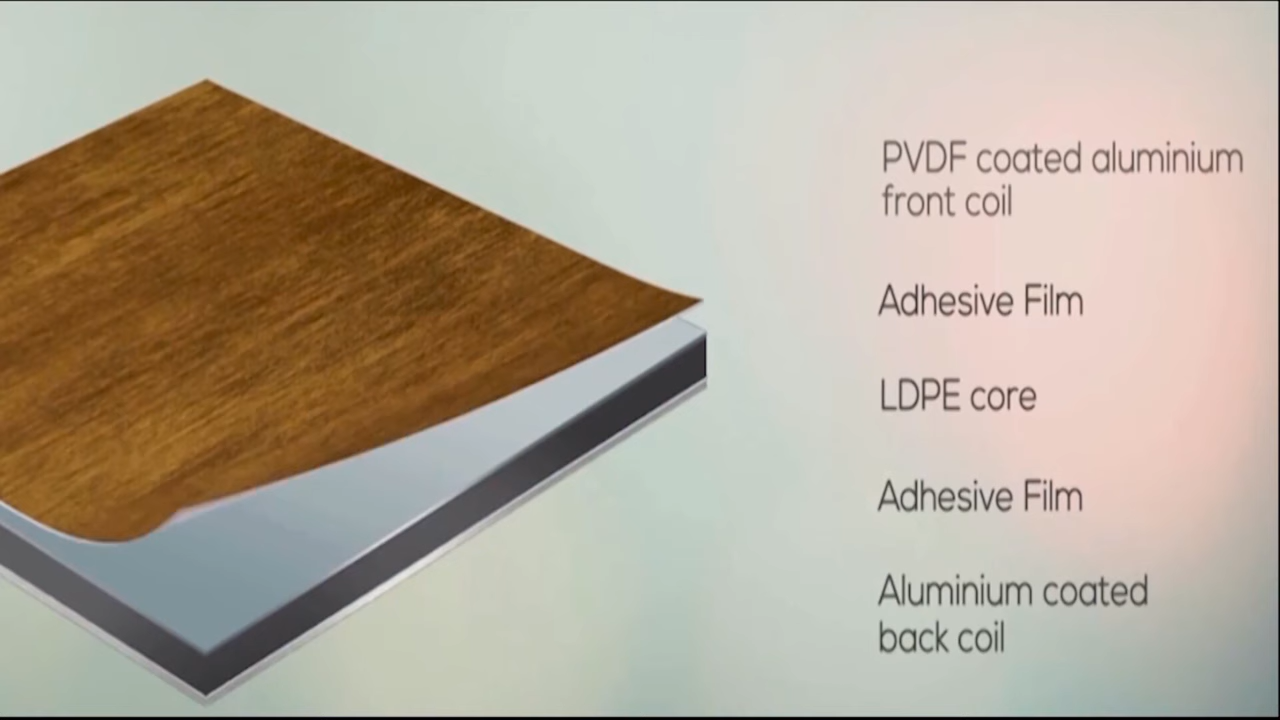 PVDF coated aluminium
front coil
Adhesive Film
LDPE core
Adhesive Film
Aluminium coated
back coil